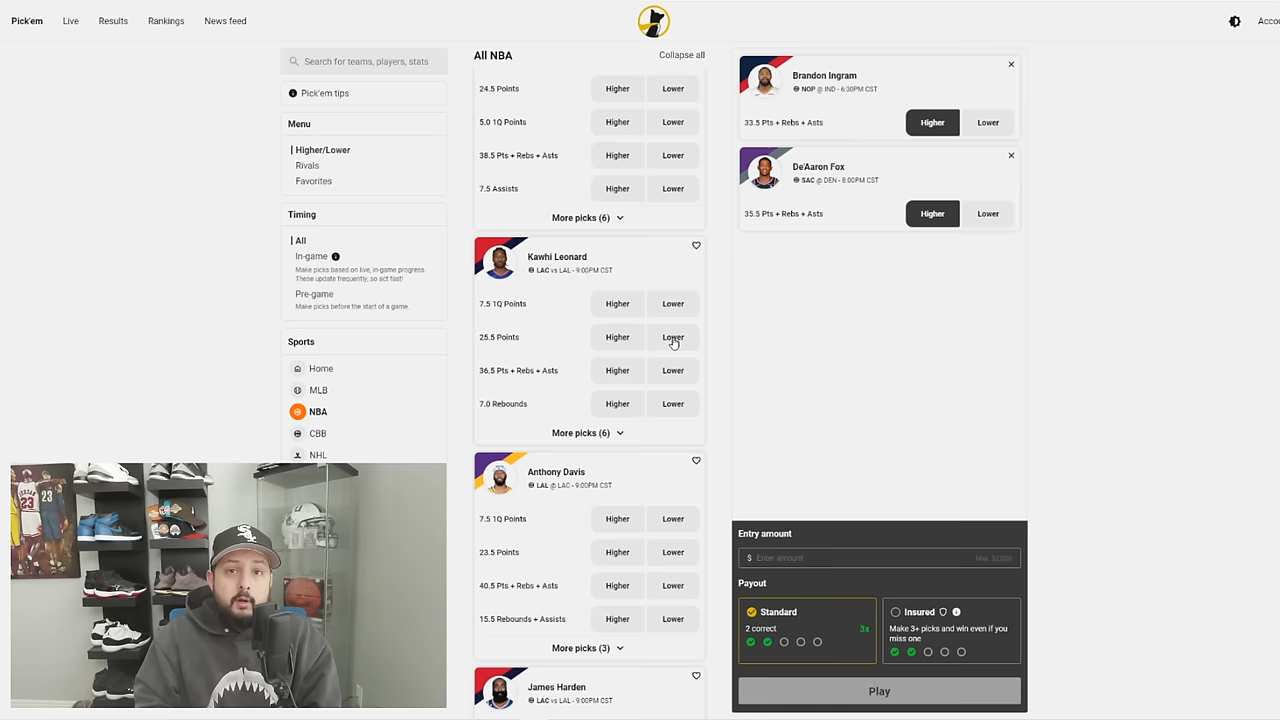 Pick'em
Live
Results
Rankings
News feed
Search for teams, players, stats
Pick'em tips
Menu
Higher/Lower
Rivals
Favorites
Timing
All
In-game
Make picks based on live, in-game progress.
These update frequently, so act fast!
Pre-game
Make picks before the start of a game.
Sports
Home
MLB
NBA
CBB
NHL
All NBA
Collapse all
24.5 Points
Higher
Lower
5.0 1Q Points
Higher
Lower
38.5 Pts + Rebs + Asts
Higher
Lower
7.5 Assists
Higher
Lower
More picks (6)
Kawhi Leonard
LAC vs LAL - 9:00PM CST
7.5 1Q Points
Higher
Lower
25.5 Points
Higher
Lower
36.5 Pts + Rebs + Asts
Higher
Lower
7.0 Rebounds
Higher
Lower
More picks (6)
Anthony Davis
LAL @ LAC - 9:00PM CST
7.5 1Q Points
Higher
Lower
23.5 Points
Higher
Lower
40.5 Pts + Rebs + Asts
Higher
Lower
15.5 Rebounds + Assists
Higher
Lower
More picks (3)
James Harden
LAC vs LAL - 9:00PM CST
Brandon Ingram
NOP @ IND - 6:30PM CST
33.5 Pts + Rebs + Asts
Higher
Lower
De'Aaron Fox
SAC @ DEN - 8:00PM CST
35.5 Pts + Rebs + Asts
Higher
Lower
Entry amount
$ Enter amount
Max: $2,000
Payout
Standard
2 correct
3x
Insured
Make 3+ picks and win even if you
miss one
Play
23
23